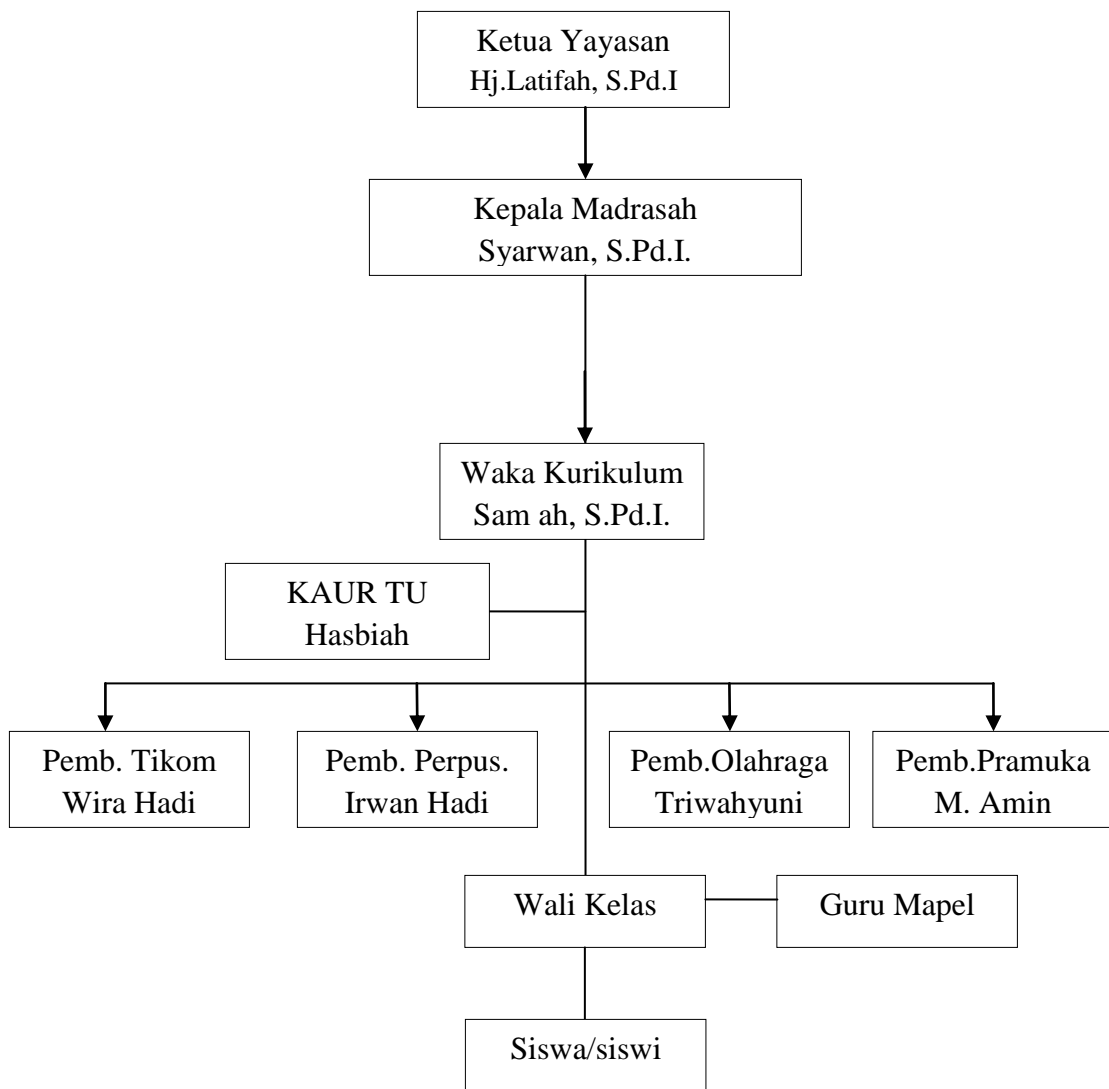 Ketua Yayasan
Hj.Latifah, S.Pd.I
Kepala Madrasah
Syarwan, S.Pd.I.
Waka Kurikulum
Sam ah, S.Pd.I.
KAUR TU
Hasbiah
Pemb. Tikom
Wira Hadi
Pemb. Perpus.
Irwan Hadi
Pemb.Olahraga
Triwahyuni
Pemb.Pramuka
M. Amin
Wali Kelas
Guru Mapel
Siswa/siswi